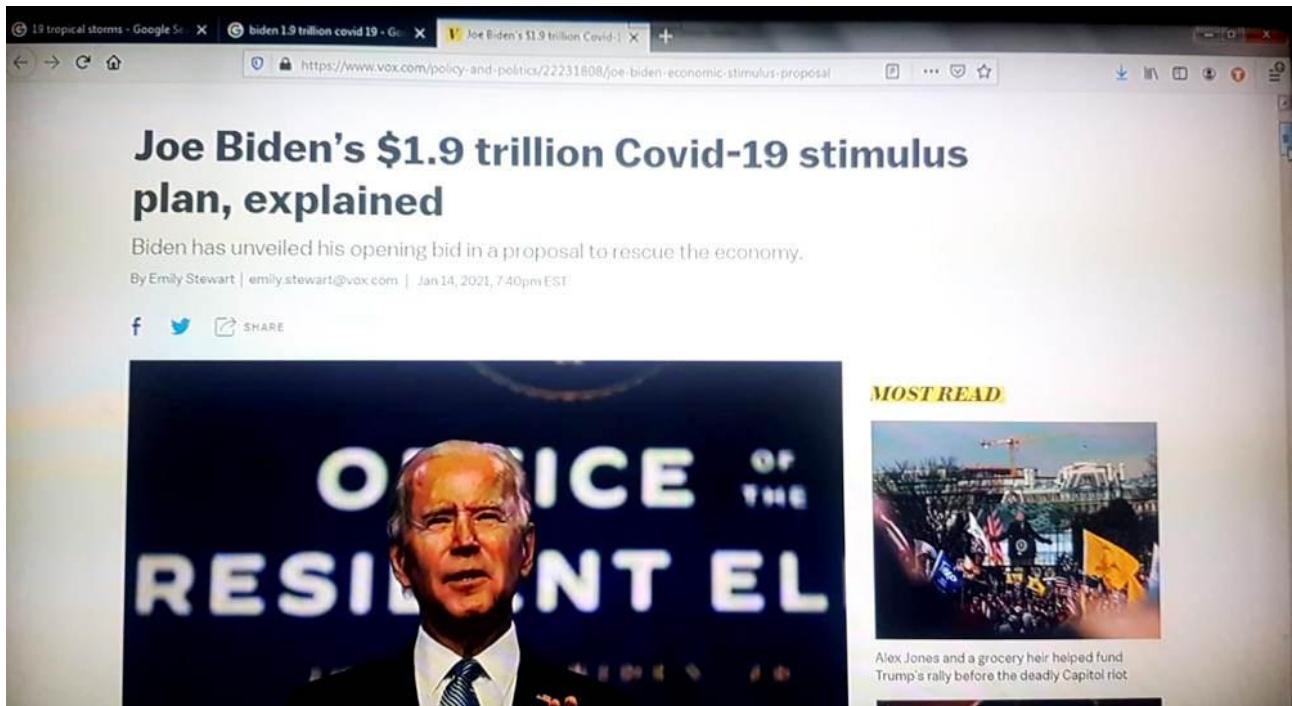 19 tropical storms - Google Se
biden 1.9 trillion covid 19 - Go
Joe Biden's $1.9 trillion Covid-1
https://www.vox.com/policy-and-politics/22231808/joe-biden-economic-stimulus-proposal
Joe Biden's $1.9 trillion Covid-19 stimulus
plan, explained
Biden has unveiled his opening bid in a proposal to rescue the economy.
By Emily Stewart | emily.stewart@vox.com | Jan 14, 2021, 7:40pm EST
f
SHARE
OFFICE OF
THE
RESIDENT EL
MOST READ
Alex Jones and a grocery heir helped fund
Trump's rally before the deadly Capitol riot